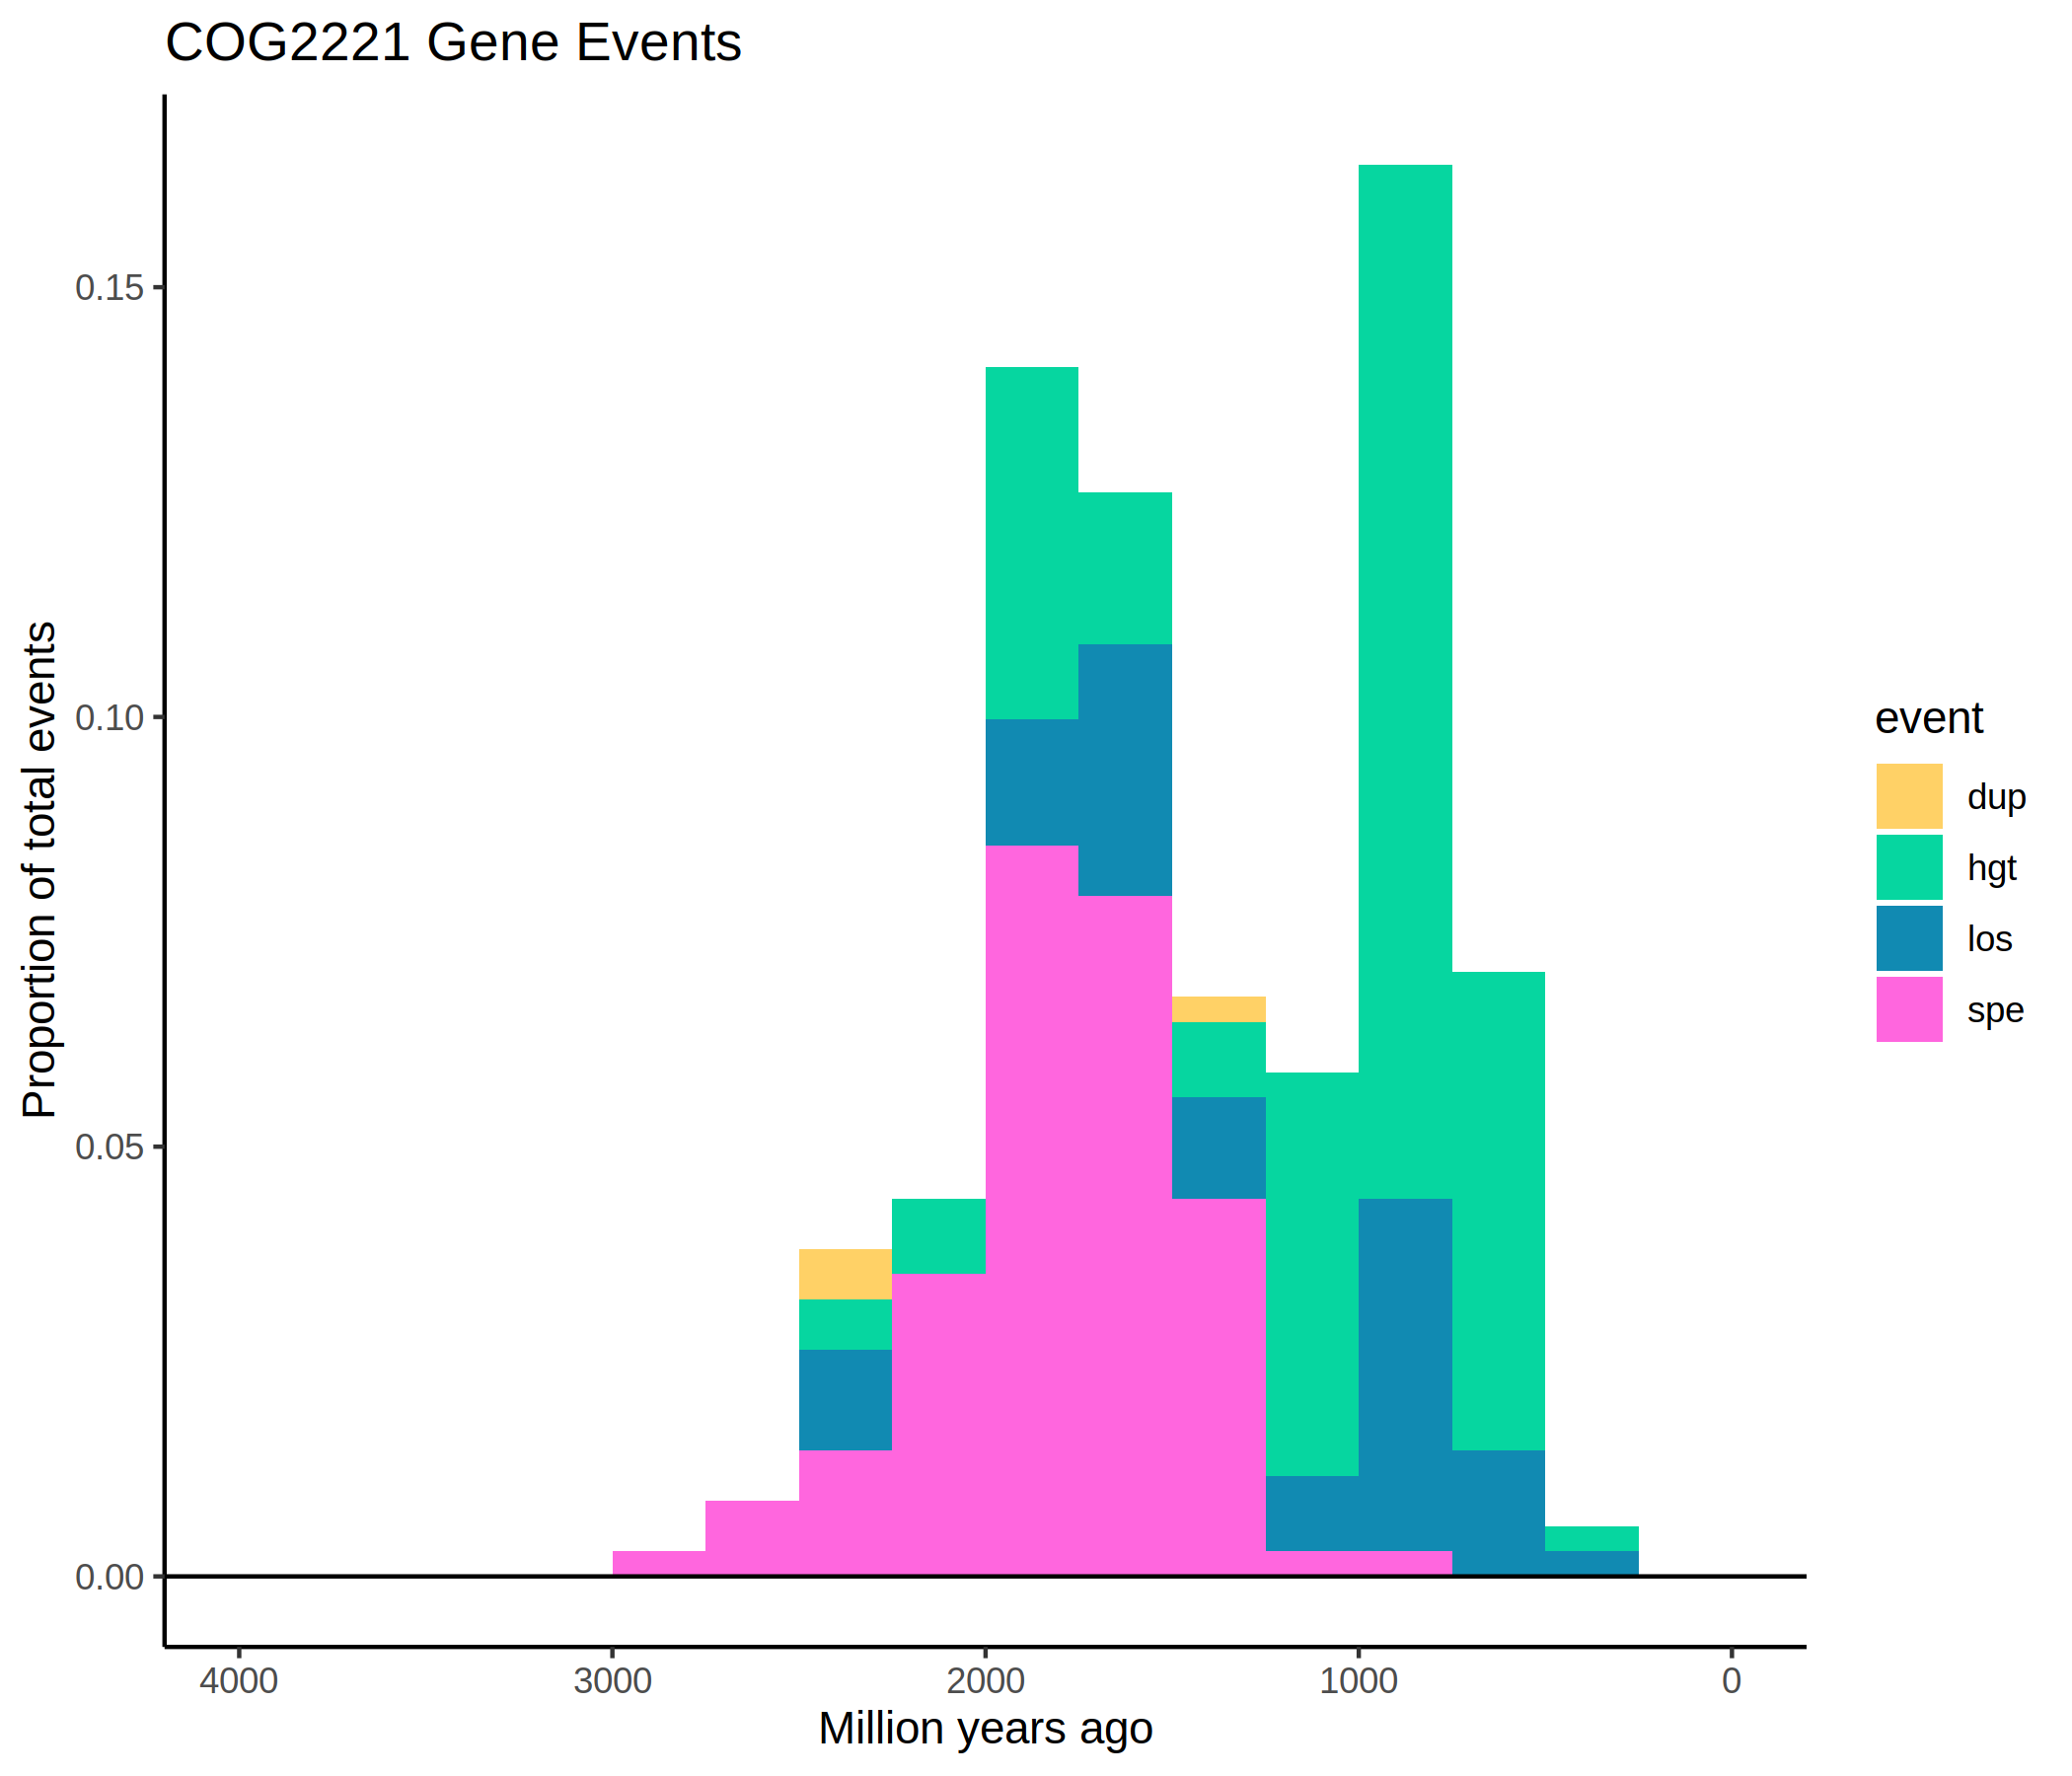 COG2221 Gene Events
Proportion of total events
0.15
0.10
0.05
0.00
4000 3000 2000 1000 0
Million years ago
event
dup
hgt
los
spe